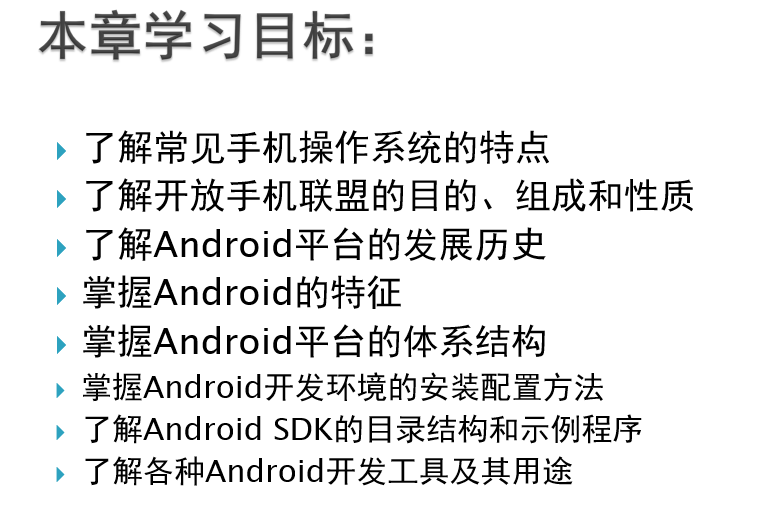 本章学习目标：
了解常见手机操作系统的特点
了解开放手机联盟的目的、组成和性质
了解Android平台的发展历史
掌握Android的特征
掌握Android平台的体系结构
掌握Android开发环境的安装配置方法
了解Android SDK的目录结构和示例程序
了解各种Android开发工具及其用途